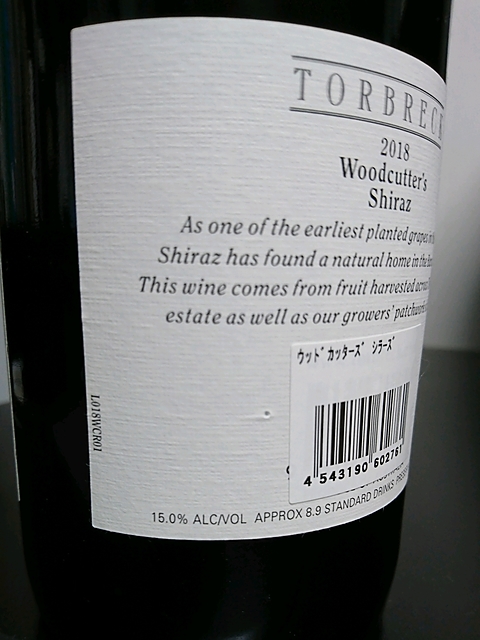 TORBREC
2018
Woodcutter's
Shiraz
As one of the earliest planted grapes in
Shiraz has found a natural home in the
This wine comes from fruit harvested
estate as well as our growers' patchwork
ウッドカッターズ シラーズ
4 543190 602761
L018WCR01
15.0% ALC/VOL APPROX 8.9 STANDARD DRINKS